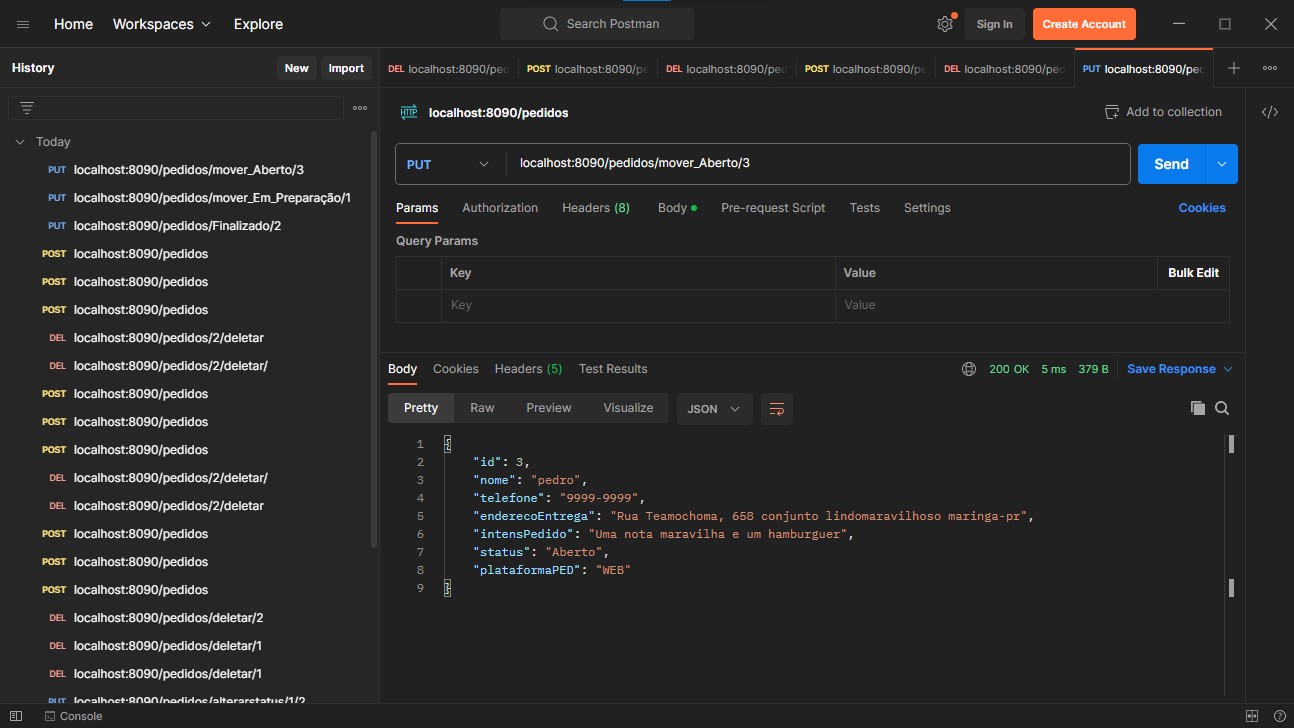 Home Workspaces Explore Search Postman Sign In Create Account
History New Import
DEL localhost:8090/ped POST localhost:8090/pe DEL localhost:8090/ped POST localhost:8090/pe DEL localhost:8090/ped PUT localhost:8090/ped
HTTP localhost:8090/pedidos Add to collection </>
Today
PUT localhost:8090/pedidos/mover_Aberto/3
PUT localhost:8090/pedidos/mover_Em_Preparação/1
PUT localhost:8090/pedidos/Finalizado/2
POST localhost:8090/pedidos
POST localhost:8090/pedidos
POST localhost:8090/pedidos
DEL localhost:8090/pedidos/2/deletar
DEL localhost:8090/pedidos/2/deletar/
POST localhost:8090/pedidos
POST localhost:8090/pedidos
POST localhost:8090/pedidos
DEL localhost:8090/pedidos/2/deletar/
DEL localhost:8090/pedidos/2/deletar
POST localhost:8090/pedidos
POST localhost:8090/pedidos
POST localhost:8090/pedidos
DEL localhost:8090/pedidos/deletar/2
DEL localhost:8090/pedidos/deletar/1
DEL localhost:8090/pedidos/deletar/1
PUT localhost:8090/pedidos/alterarstatus/1/2
PUT localhost:8090/pedidos/mover_Aberto/3 Send
Params Authorization Headers (8) Body Pre-request Script Tests Settings Cookies
Query Params
Key Value Bulk Edit
Key Value
Body Cookies Headers (5) Test Results 200 OK 5 ms 379 B Save Response
Pretty Raw Preview Visualize JSON
1 {
2 "id": 3,
3 "nome": "pedro",
4 "telefone": "9999-9999",
5 "enderecoEntrega": "Rua Teamochoma, 658 conjunto lindomaravilhoso maringa-pr",
6 "intensPedido": "Uma nota maravilha e um hamburguer",
7 "status": "Aberto",
8 "plataformaPED": "WEB"
9 }
Console